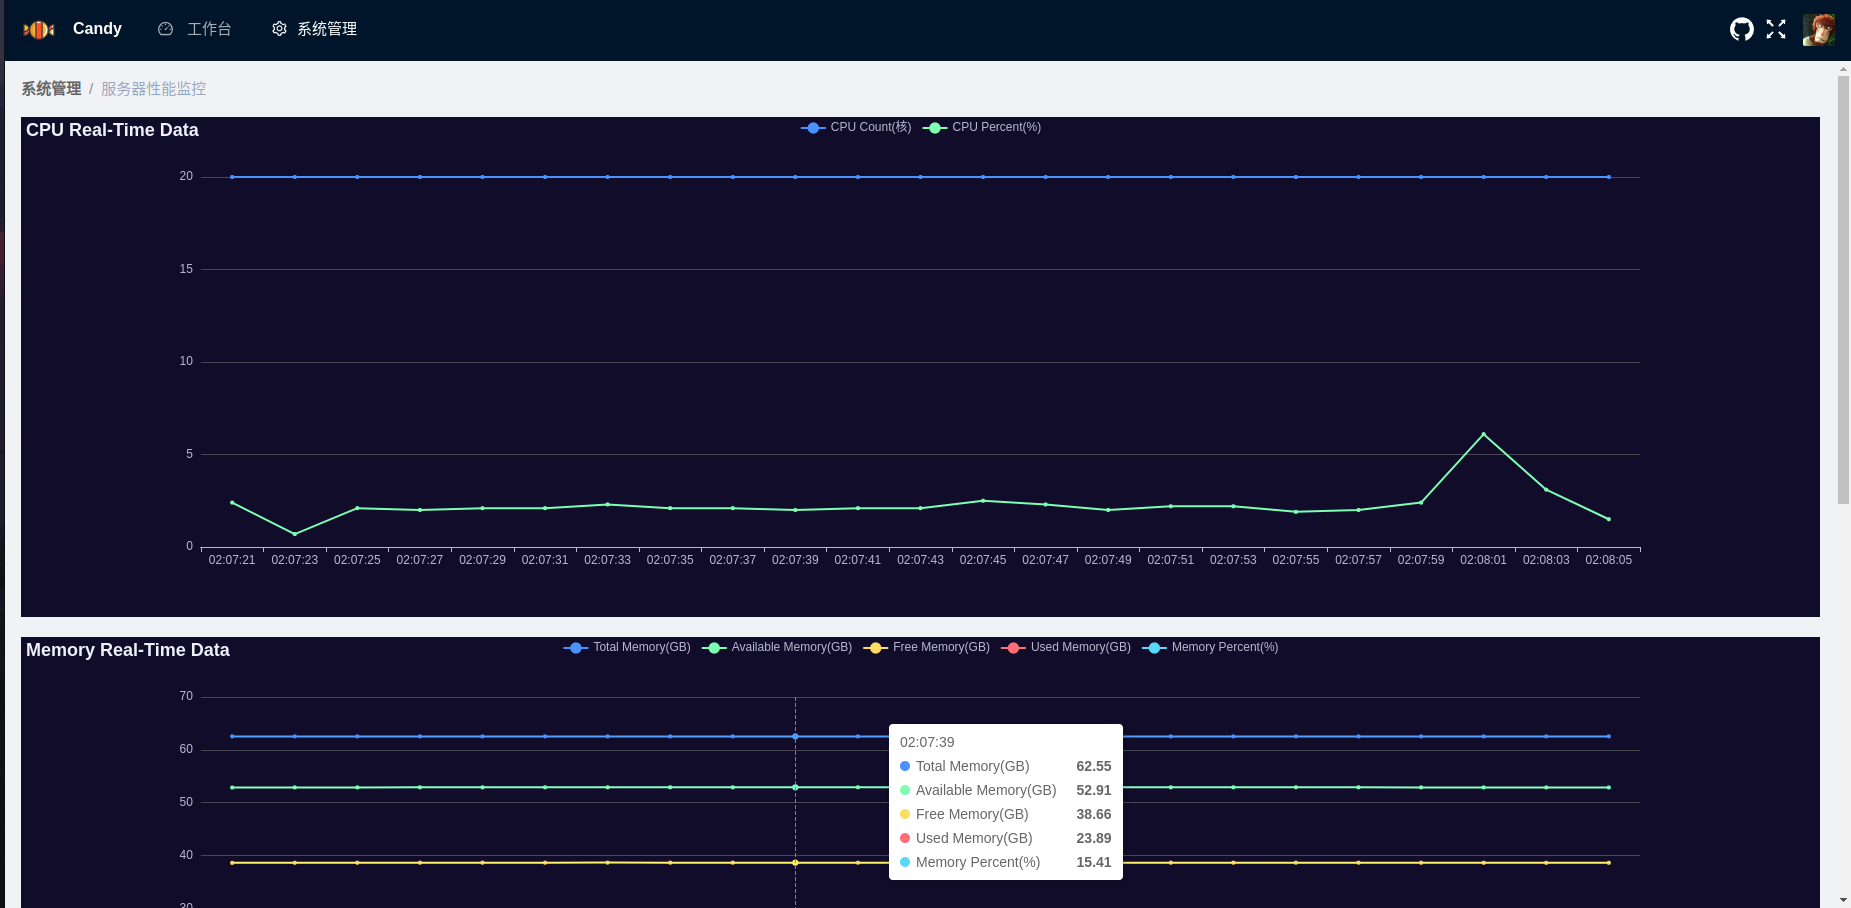 Candy 工作台 系统管理
系统管理 / 服务器性能监控
CPU Real-Time Data
CPU Count(核) CPU Percent(%)
20
15
10
5
0
02:07:21 02:07:23 02:07:25 02:07:27 02:07:29 02:07:31 02:07:33 02:07:35 02:07:37 02:07:39 02:07:41 02:07:43 02:07:45 02:07:47 02:07:49 02:07:51 02:07:53 02:07:55 02:07:57 02:07:59 02:08:01 02:08:03 02:08:05
Memory Real-Time Data
Total Memory(GB) Available Memory(GB) Free Memory(GB) Used Memory(GB) Memory Percent(%)
70
60
50
40
30
02:07:39
Total Memory(GB) 62.55
Available Memory(GB) 52.91
Free Memory(GB) 38.66
Used Memory(GB) 23.89
Memory Percent(%) 15.41